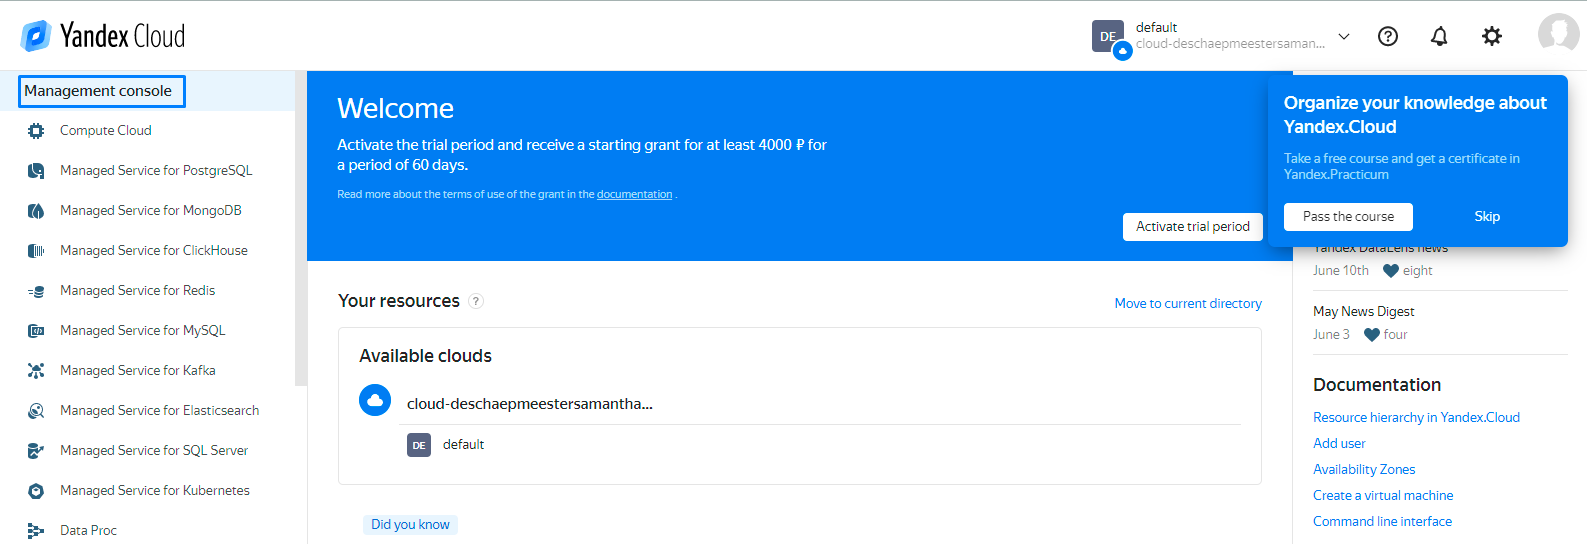 Yandex Cloud
DE
default
cloud-deschaepmeestersaman...
Management console
Compute Cloud
Managed Service for PostgreSQL
Managed Service for MongoDB
Managed Service for ClickHouse
Managed Service for Redis
Managed Service for MySQL
Managed Service for Kafka
Managed Service for Elasticsearch
Managed Service for SQL Server
Managed Service for Kubernetes
Data Proc
Welcome
Activate the trial period and receive a starting grant for at least 4000 ₽ for
a period of 60 days.
Read more about the terms of use of the grant in the documentation .
Activate trial period
Your resources ?
Move to current directory
Available clouds
cloud-deschaepmeestersamantha...
DE default
Did you know
Organize your knowledge about
Yandex.Cloud
Take a free course and get a certificate in
Yandex.Practicum
Pass the course
Skip
Yandex DataLens news
June 10th eight
May News Digest
June 3 four
Documentation
Resource hierarchy in Yandex.Cloud
Add user
Availability Zones
Create a virtual machine
Command line interface